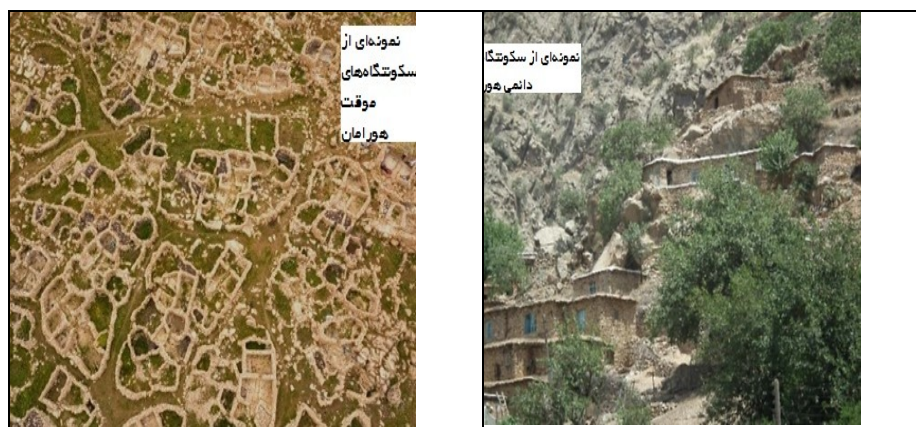 نمونه‌ای از
سکونتگاه‌های
موقت
هورامان
نمونه‌ای از سکونتگا
دائمی هور